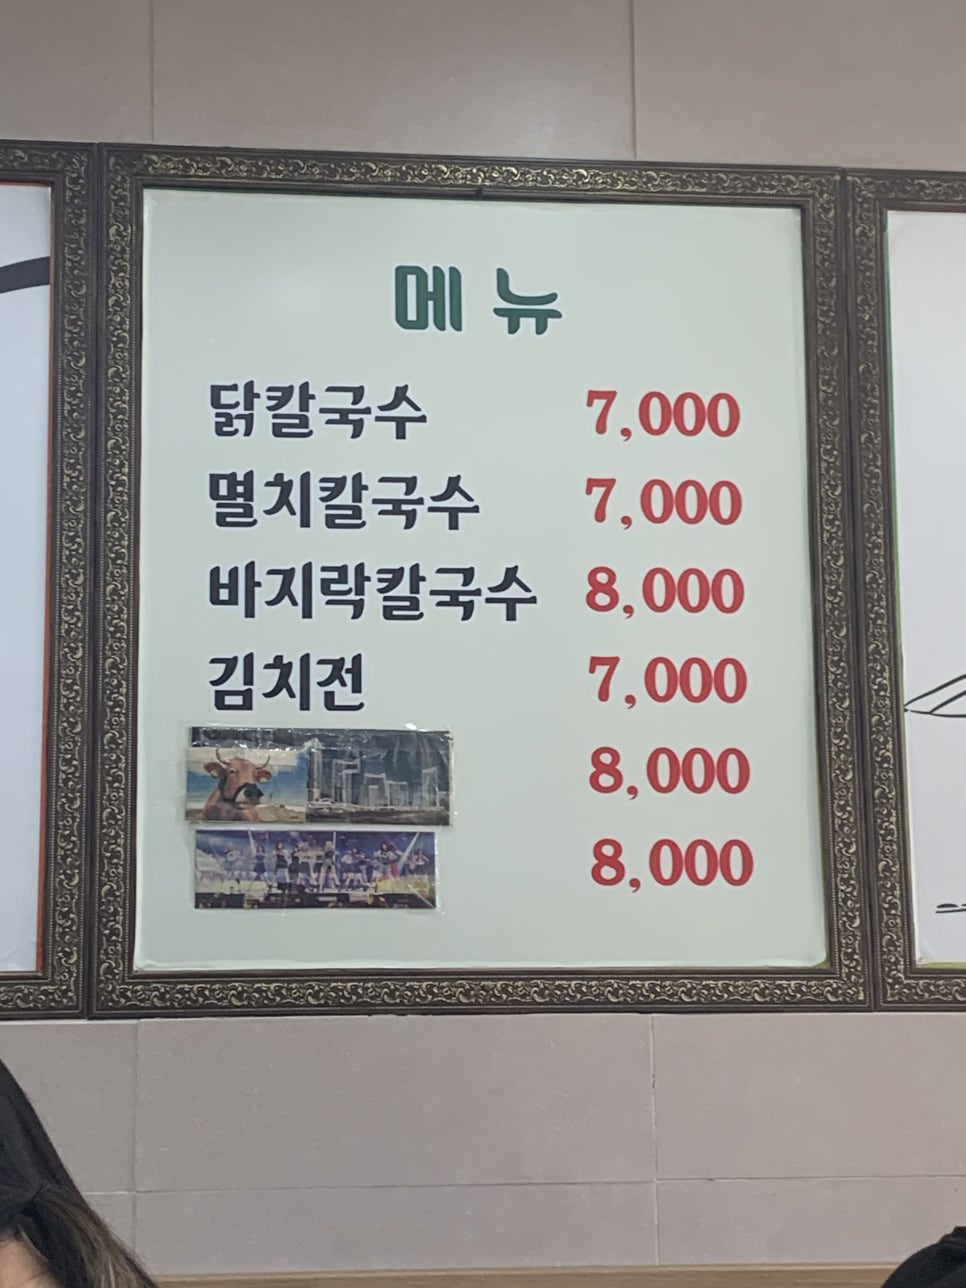 메뉴
닭칼국수 7,000
멸치칼국수 7,000
바지락칼국수 8,000
김치전 7,000
8,000
8,000